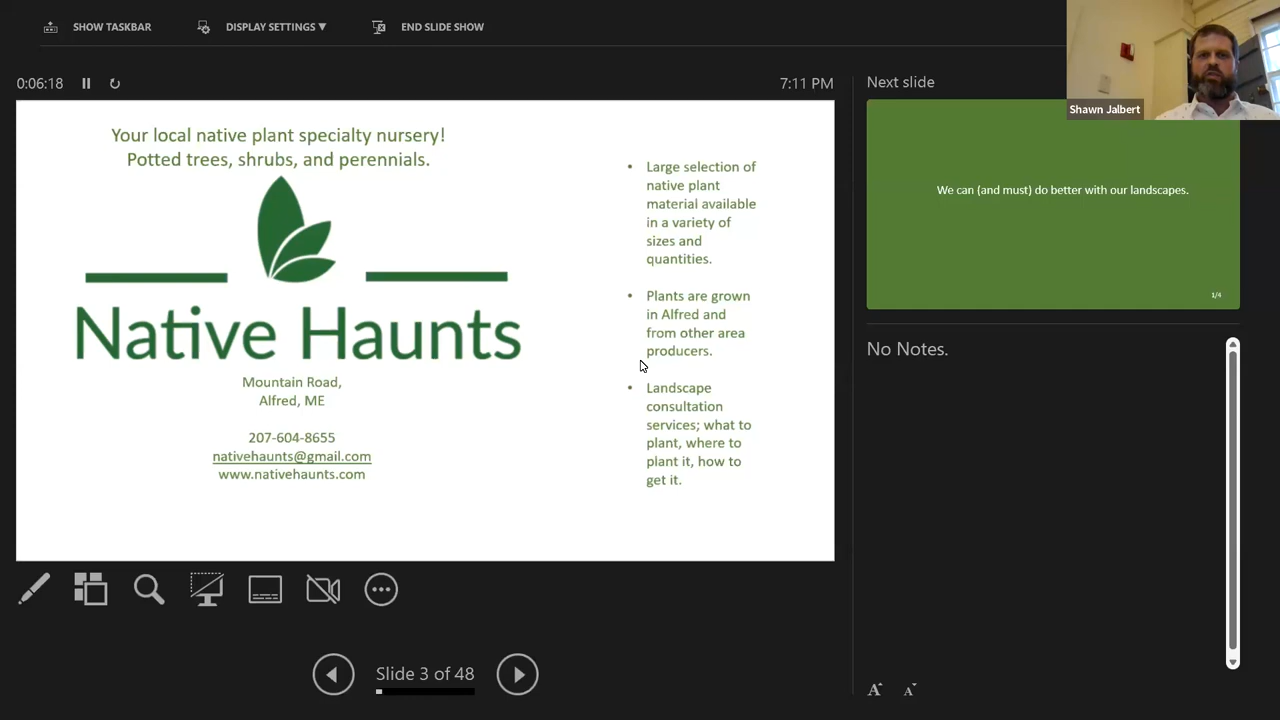 SHOW TASKBAR
DISPLAY SETTINGS ▼
END SLIDE SHOW
0:06:18
7:11 PM
Your local native plant specialty nursery!
Potted trees, shrubs, and perennials.
Native Haunts
Mountain Road,
Alfred, ME
207-604-8655
nativehaunts@gmail.com
www.nativehaunts.com
• Large selection of
native plant
material available
in a variety of
sizes and
quantities.
• Plants are grown
in Alfred and
from other area
producers.
• Landscape
consultation
services; what to
plant, where to
plant it, how to
get it.
Slide 3 of 48
Next slide
Shawn Jalbert
We can (and must) do better with our landscapes.
1/4
No Notes.
A A